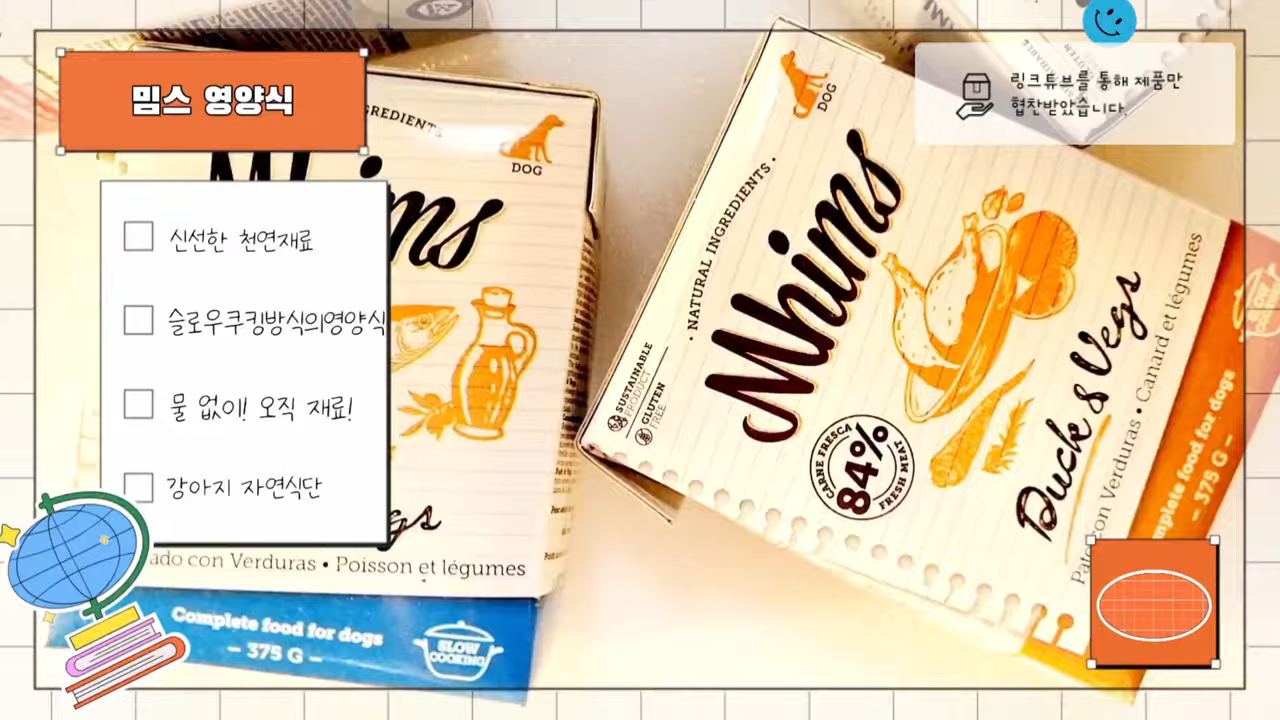 밈스 영양식
링크튜브를 통해 제품만
협찬받았습니다.
신선한 천연재료
슬로우쿠킹방식의영양식
물 없이! 오직 재료!
강아지 자연식단
DOG
Complete food for dogs
– 375 G –
SLOW
COOKING
con Verduras • Poisson et légumes
DOG
• NATURAL INGREDIENTS •
Mhims
SUSTAINABLE
PRODUCT
GLUTEN
FREE
CARNE FRESCA
84%
FRESH MEAT
Duck & Vegs
con Verduras • Canard et légumes
food for dogs
– 375 G –